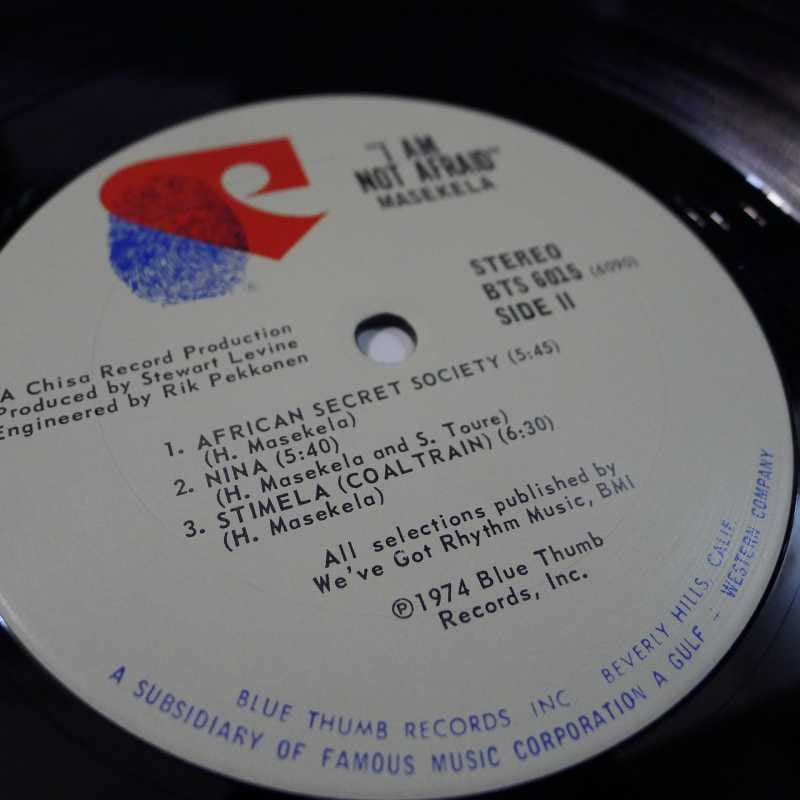 "I AM
NOT AFRAID"
MASEKELA
STEREO
BTS 6015 (6090)
SIDE II
A Chisa Record Production
Produced by Stewart Levine
Engineered by Rik Pekkonen
1. AFRICAN SECRET SOCIETY (5:45)
(H. Masekela)
2. NINA (5:40)
(H. Masekela and S. Toure)
3. STIMELA (COALTRAIN) (6:30)
(H. Masekela)
All selections published by
We've Got Rhythm Music, BMI
℗1974 Blue Thumb
Records, Inc.
BLUE THUMB RECORDS, INC. BEVERLY HILLS, CALIF.
A SUBSIDIARY OF FAMOUS MUSIC CORPORATION A GULF + WESTERN COMPANY